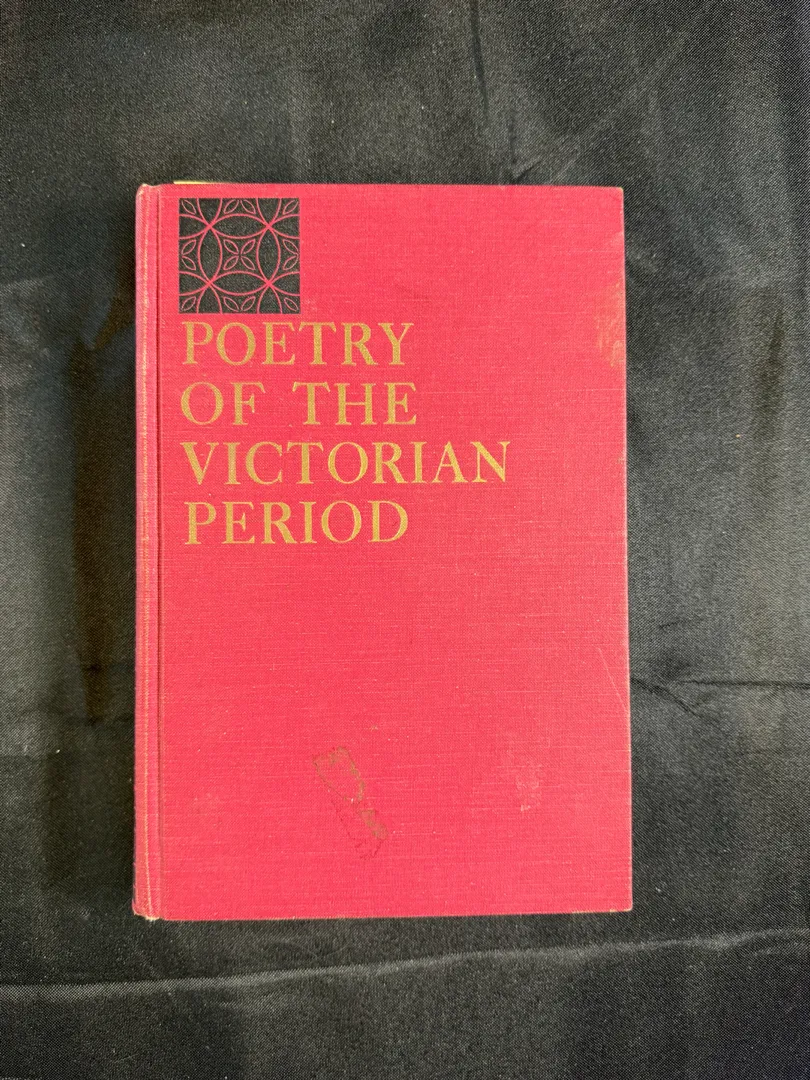 POETRY
OF THE
VICTORIAN
PERIOD